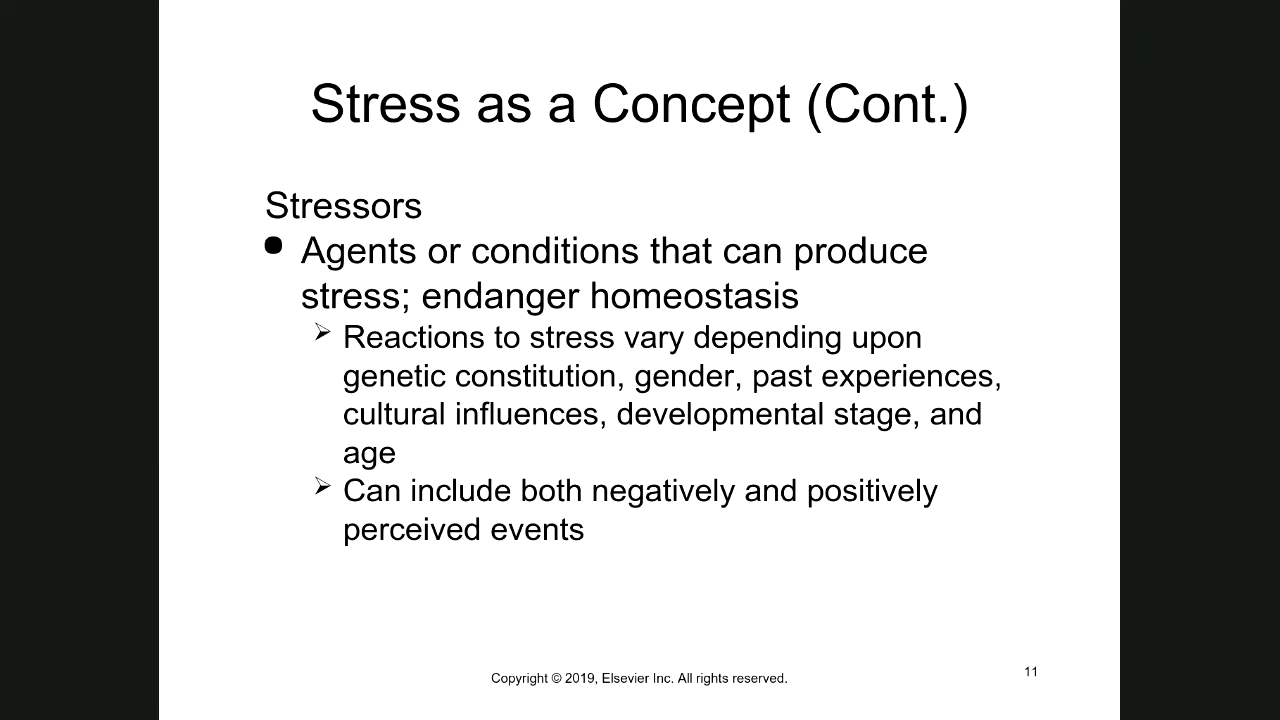 Stress as a Concept (Cont.)
Stressors
● Agents or conditions that can produce
stress; endanger homeostasis
➢ Reactions to stress vary depending upon
genetic constitution, gender, past experiences,
cultural influences, developmental stage, and
age
➢ Can include both negatively and positively
perceived events
Copyright © 2019, Elsevier Inc. All rights reserved.
11